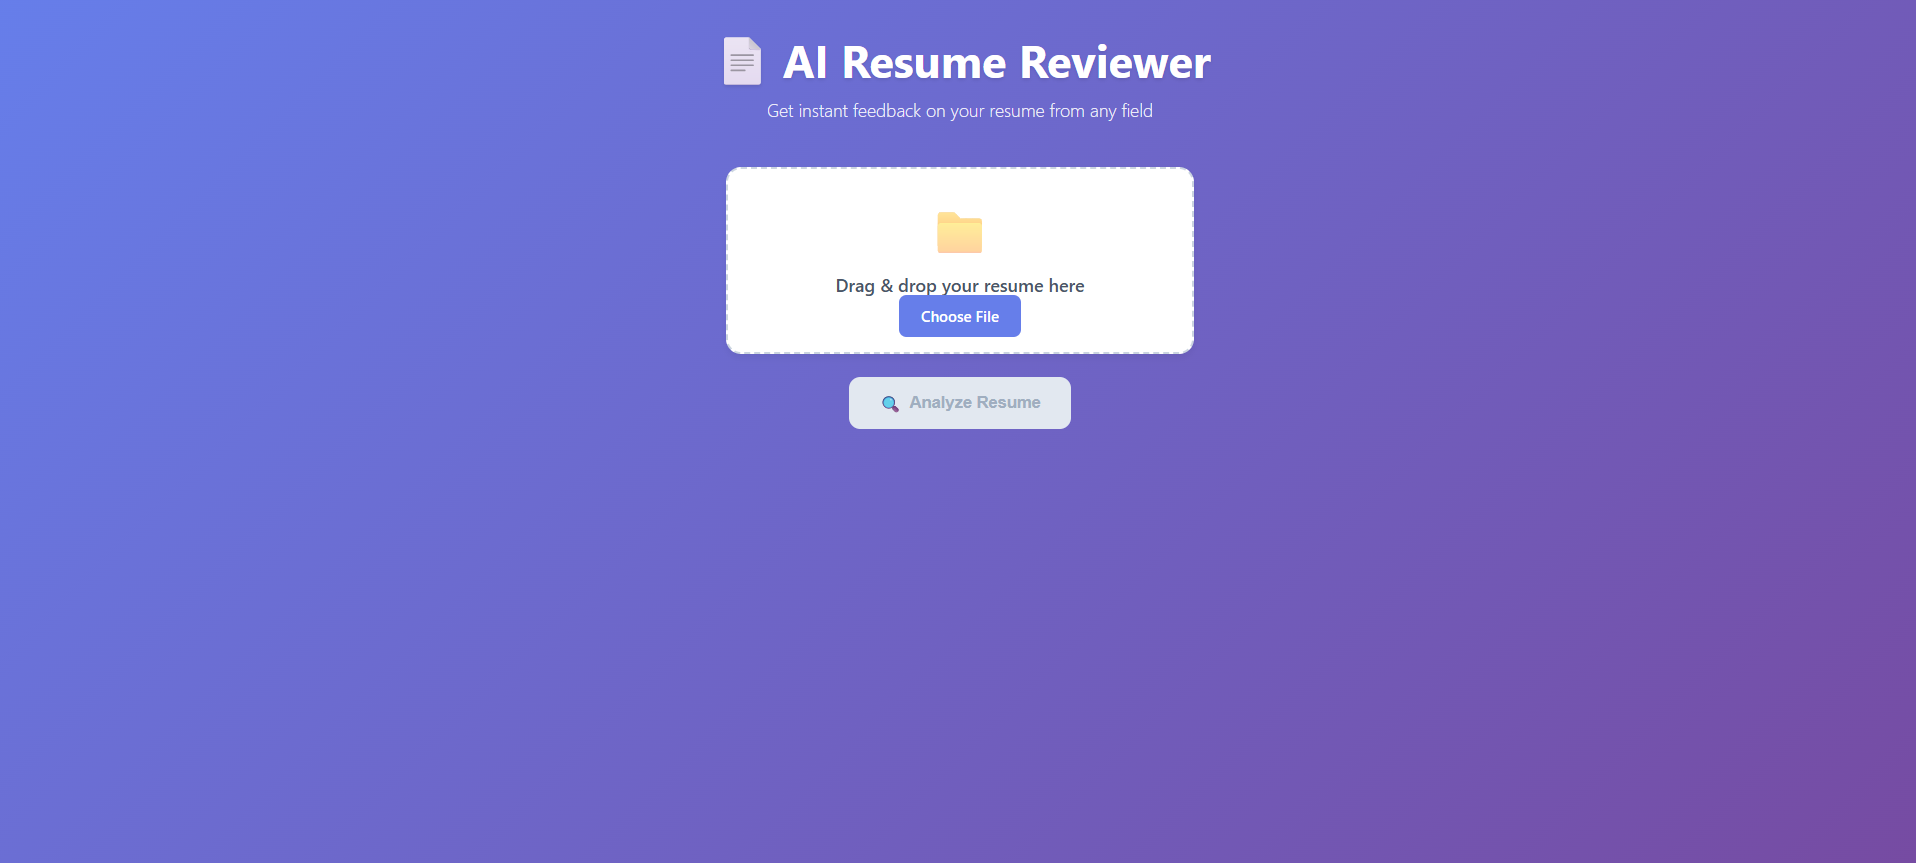 AI Resume Reviewer
Get instant feedback on your resume from any field
Drag & drop your resume here
Choose File
Analyze Resume